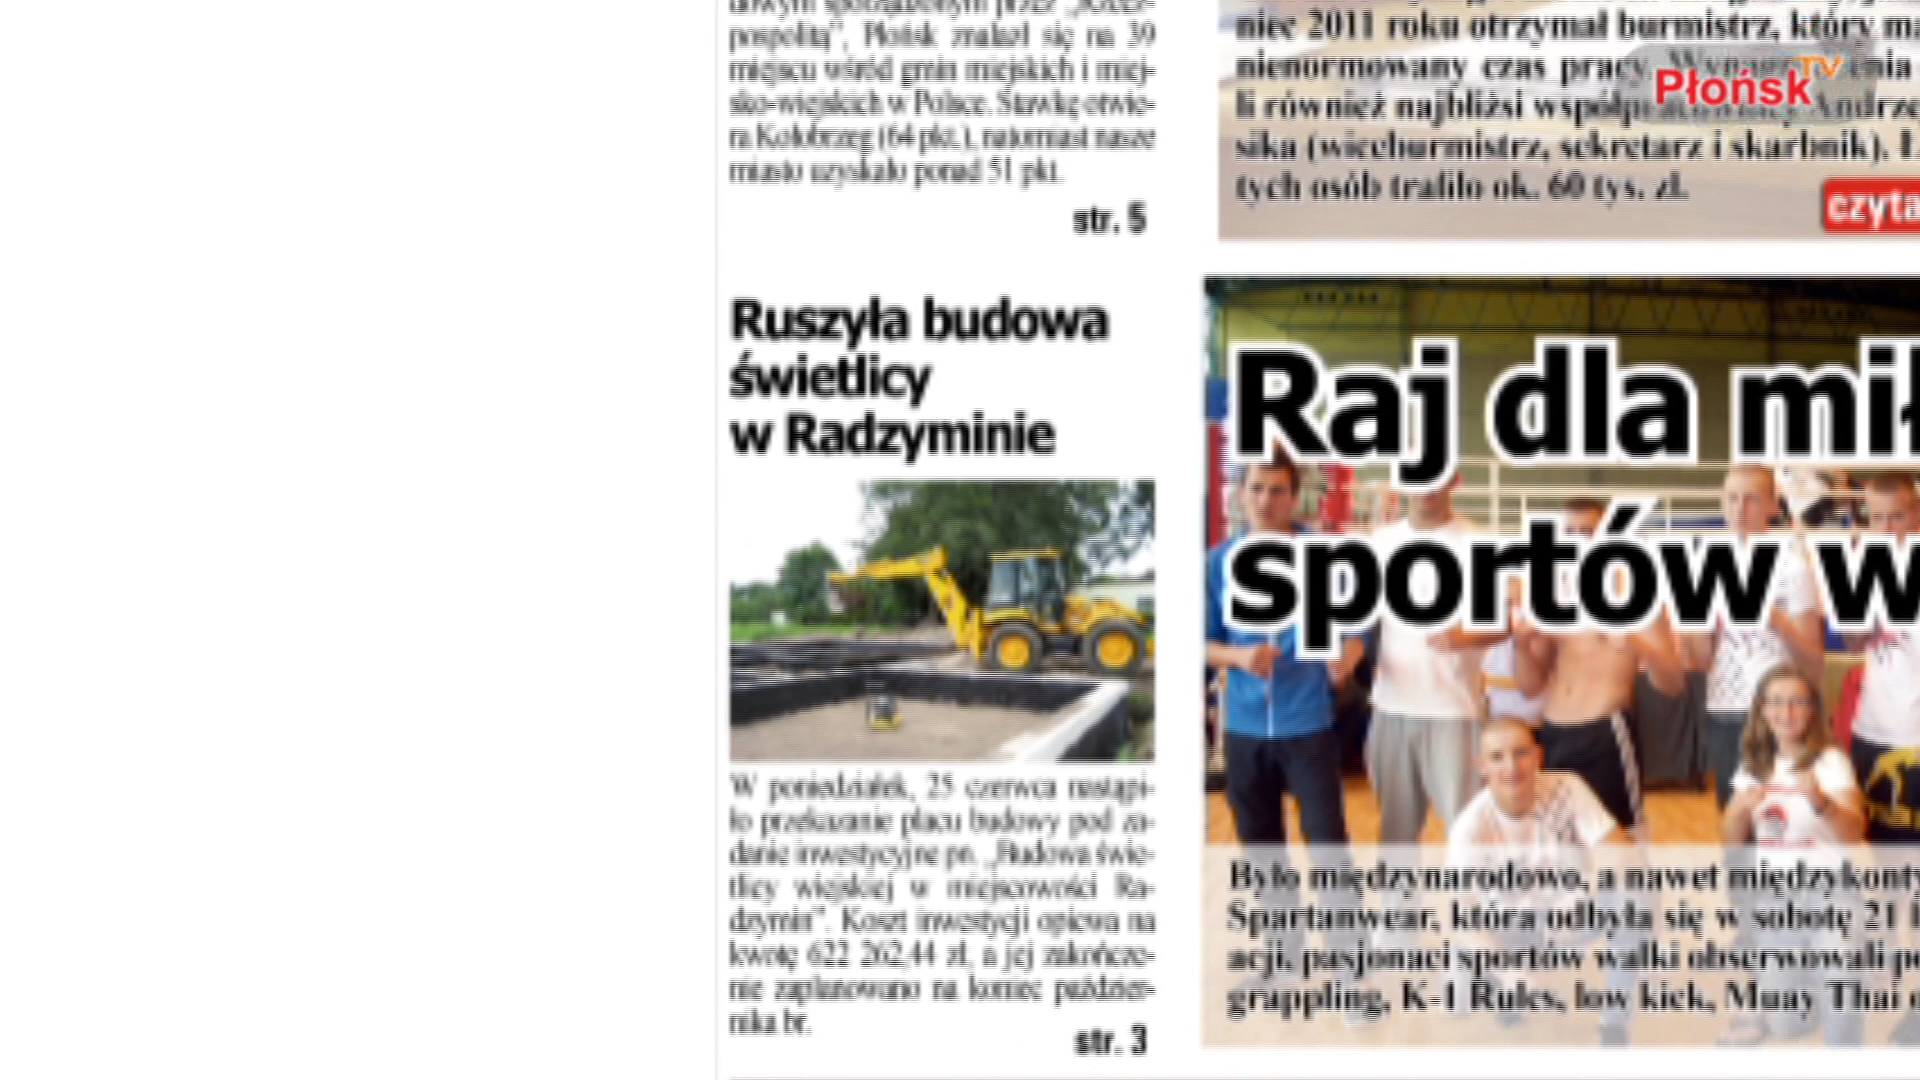 pospolitą", Płońsk znalazł się na 39
miejscu wśród gmin miejskich i miej-
sko-wiejskich w Polsce. Stawkę otwie-
ra Kołobrzeg (64 pkt.), natomiast nasze
miasto uzyskało ponad 51 pkt.
str. 5
Ruszyła budowa
świetlicy
w Radzyminie
W poniedziałek, 25 czerwca nastąpi-
ło przekazanie placu budowy pod za-
danie inwestycyjne pn. „Budowa świe-
tlicy wiejskiej w miejscowości Ra-
dzymin". Koszt inwestycji opiewa na
kwotę 622 262,44 zł, a jej zakończe-
nie zaplanowano na koniec paździer-
nika br.
str. 3
niec 2011 roku otrzymał burmistrz, który ma
nienormowany czas pracy.
li również najbliżsi
sika (wiceburmistrz, sekretarz i skarbnik). Ł
tych osób trafiło ok. 60 tys. zł.
czyta
Płońsk TV
Raj dla mił
sportów w
Było międzynarodowo, a nawet międzykonty
Spartanwear, która odbyła się w sobotę 21 l
acji, pasjonaci sportów walki obserwowali po
grappling, K-1 Rules, low kick, Muay Thai